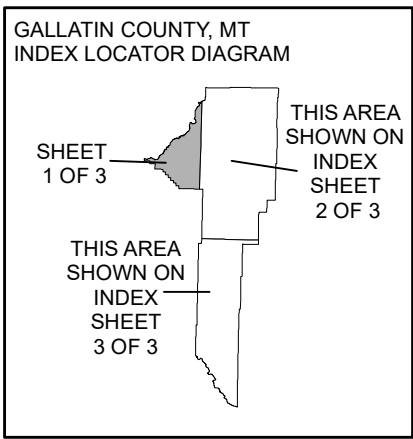 GALLATIN COUNTY, MT
INDEX LOCATOR DIAGRAM
SHEET
1 OF 3
THIS AREA
SHOWN ON
INDEX
SHEET
2 OF 3
THIS AREA
SHOWN ON
INDEX
SHEET
3 OF 3